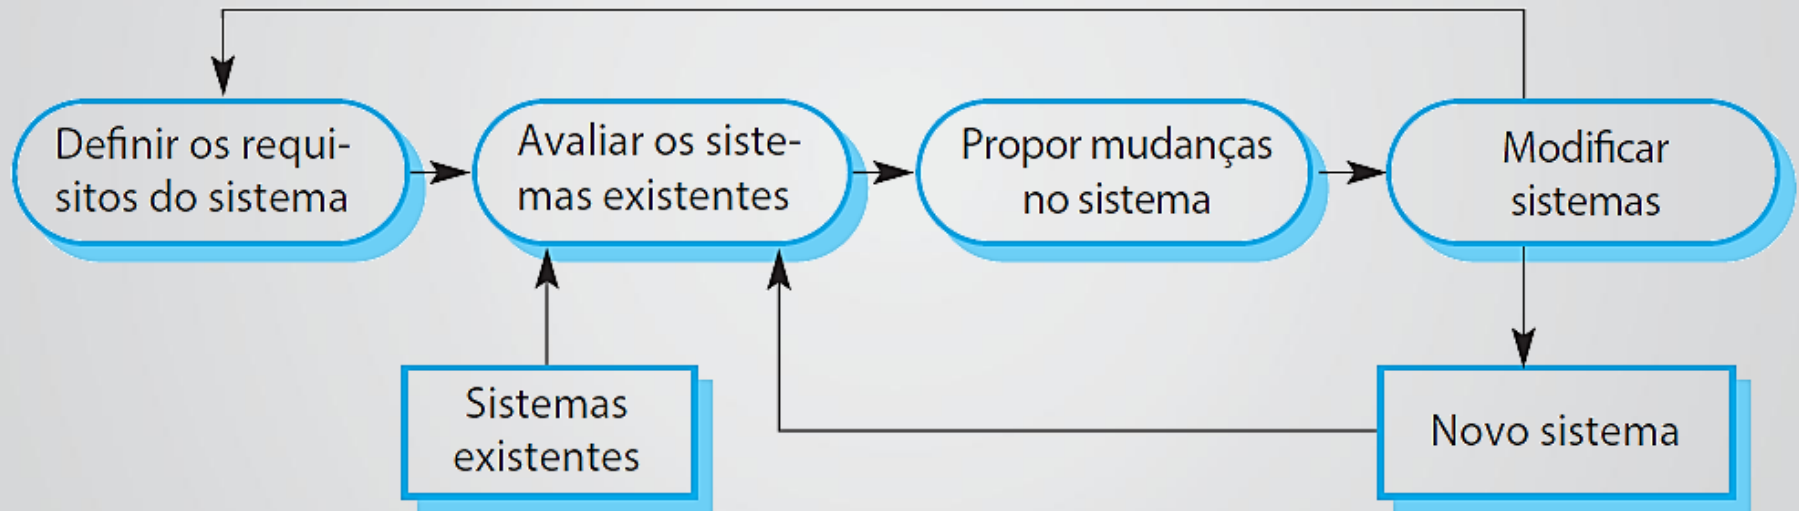 Definir os requi-
sitos do sistema
Avaliar os siste-
mas existentes
Propor mudanças
no sistema
Modificar
sistemas
Sistemas
existentes
Novo sistema